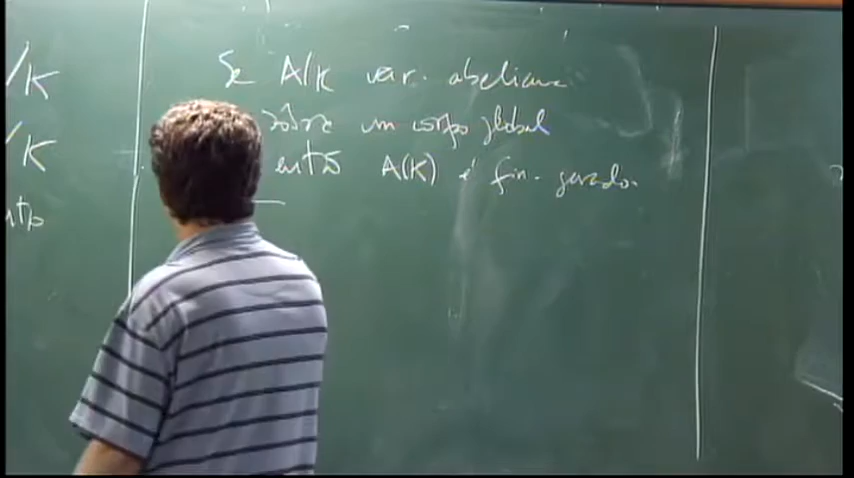 /K
/K
Se A/K var. abeliana
sobre um corpo global
então A(K) é fin. gerado.